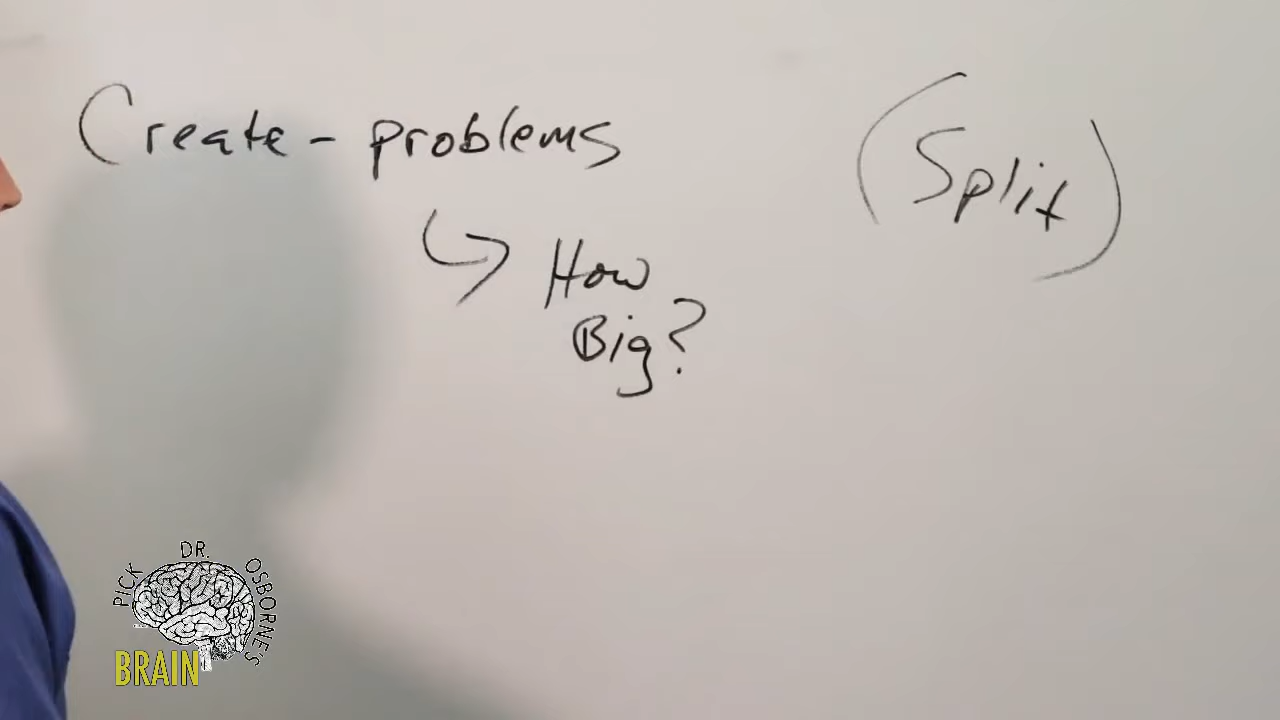 Create - problems
(Split)
How
Big?
PICK DR. OSBORNE'S
BRAIN